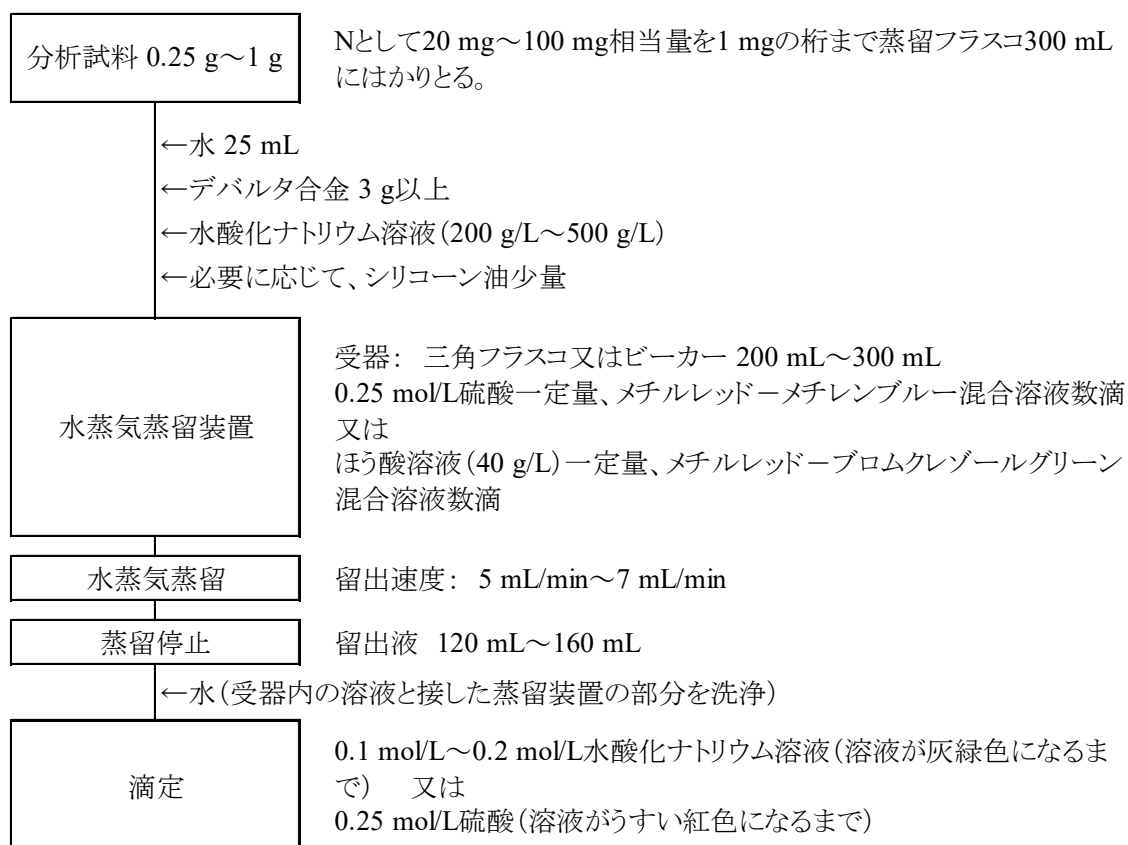 分析試料 0.25 g～1 g
Nとして20 mg～100 mg相当量を1 mgの桁まで蒸留フラスコ300 mL
にはかりとる。
←水 25 mL
←デバルタ合金 3 g以上
←水酸化ナトリウム溶液（200 g/L～500 g/L）
←必要に応じて、シリコーン油少量
水蒸気蒸留装置
受器： 三角フラスコ又はビーカー 200 mL～300 mL
0.25 mol/L硫酸一定量、メチルレッド－メチレンブルー混合溶液数滴
又は
ほう酸溶液（40 g/L）一定量、メチルレッド－ブロムクレゾールグリーン
混合溶液数滴
水蒸気蒸留
留出速度： 5 mL/min～7 mL/min
蒸留停止
留出液 120 mL～160 mL
←水（受器内の溶液と接した蒸留装置の部分を洗浄）
滴定
0.1 mol/L～0.2 mol/L水酸化ナトリウム溶液（溶液が灰緑色になるま
で） 又は
0.25 mol/L硫酸（溶液がうすい紅色になるまで）